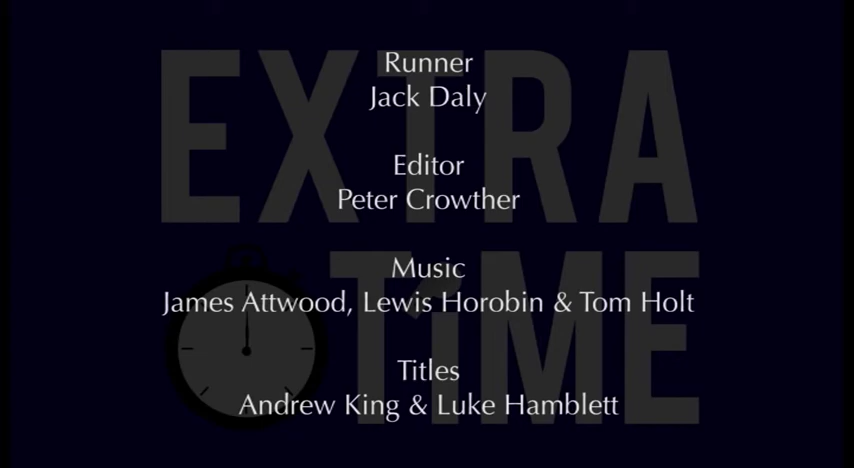 EXTRA
TiME
Runner
Jack Daly
Editor
Peter Crowther
Music
James Attwood, Lewis Horobin & Tom Holt
Titles
Andrew King & Luke Hamblett